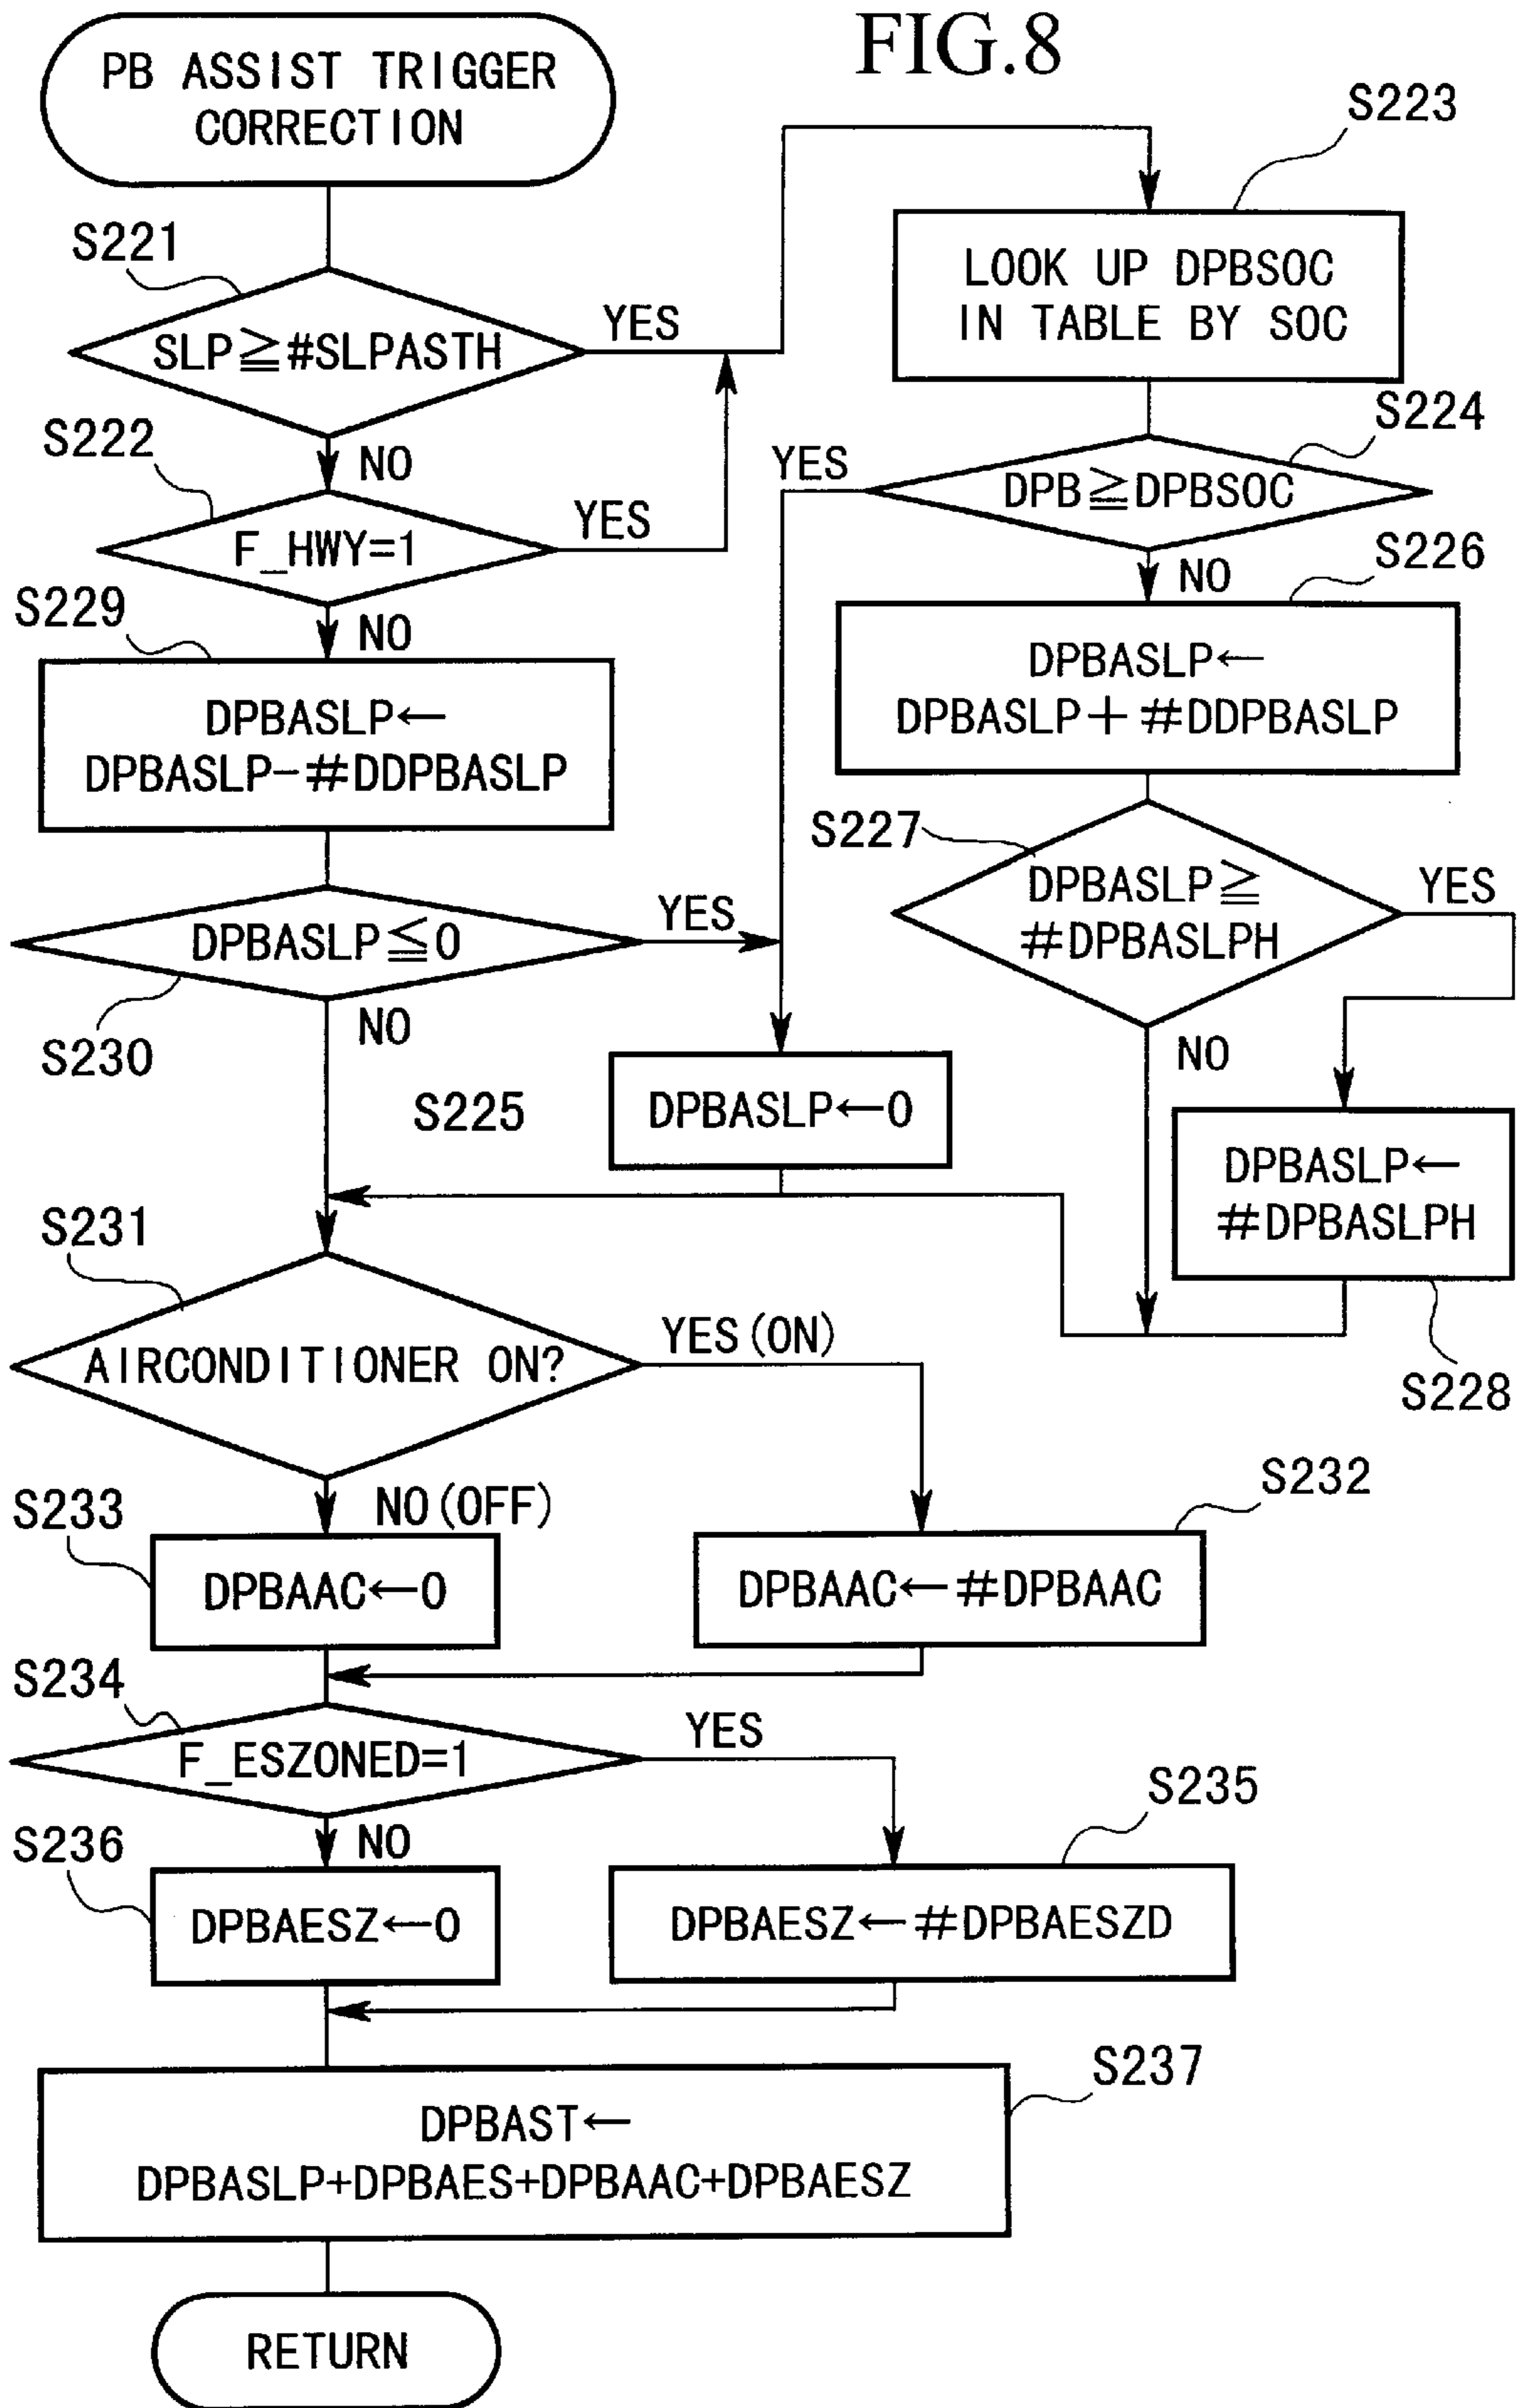 FIG.8
PB ASSIST TRIGGER
CORRECTION
S221
SLP≧#SLPASTH
YES
NO
S222
F_HWY=1
YES
NO
S223
LOOK UP DPBSOC
IN TABLE BY SOC
S224
DPB≧DPBSOC
YES
NO
S226
DPBASLP←
DPBASLP+#DDPBASLP
S227
DPBASLP≧
#DPBASLPH
YES
NO
DPBASLP←
#DPBASLPH
S228
S229
DPBASLP←
DPBASLP-#DDPBASLP
DPBASLP≦0
YES
S230
NO
S225
DPBASLP←0
S231
AIRCONDITIONER ON?
YES(ON)
NO(OFF)
S232
DPBAAC←#DPBAAC
S233
DPBAAC←0
S234
F_ESZONED=1
YES
NO
S235
DPBAESZ←#DPBAESZD
S236
DPBAESZ←0
S237
DPBAST←
DPBASLP+DPBAES+DPBAAC+DPBAESZ
RETURN